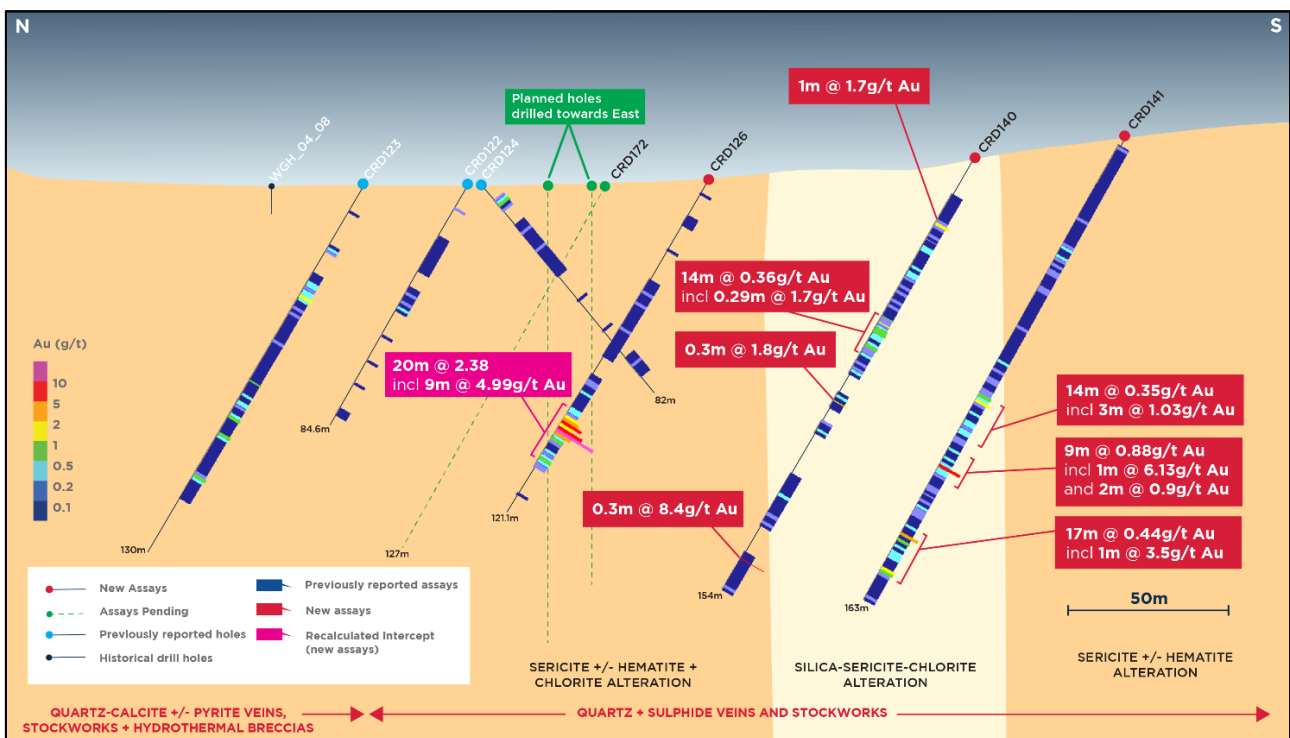 N
S
1m @ 1.7g/t Au
Planned holes
drilled towards East
WGH_04_08
CRD123
CRD122
CRD124
CRD172
CRD126
CRD140
CRD141
14m @ 0.36g/t Au
incl 0.29m @ 1.7g/t Au
0.3m @ 1.8g/t Au
Au (g/t)
10
5
2
1
0.5
0.2
0.1
20m @ 2.38
incl 9m @ 4.99g/t Au
82m
84.6m
14m @ 0.35g/t Au
incl 3m @ 1.03g/t Au
9m @ 0.88g/t Au
incl 1m @ 6.13g/t Au
and 2m @ 0.9g/t Au
0.3m @ 8.4g/t Au
121.1m
17m @ 0.44g/t Au
incl 1m @ 3.5g/t Au
130m
127m
154m
163m
50m
New Assays
Assays Pending
Previously reported holes
Historical drill holes
Previously reported assays
New assays
Recalculated Intercept
(new assays)
SERICITE +/- HEMATITE +
CHLORITE ALTERATION
SILICA-SERICITE-CHLORITE
ALTERATION
SERICITE +/- HEMATITE
ALTERATION
QUARTZ-CALCITE +/- PYRITE VEINS,
STOCKWORKS + HYDROTHERMAL BRECCIAS
QUARTZ + SULPHIDE VEINS AND STOCKWORKS